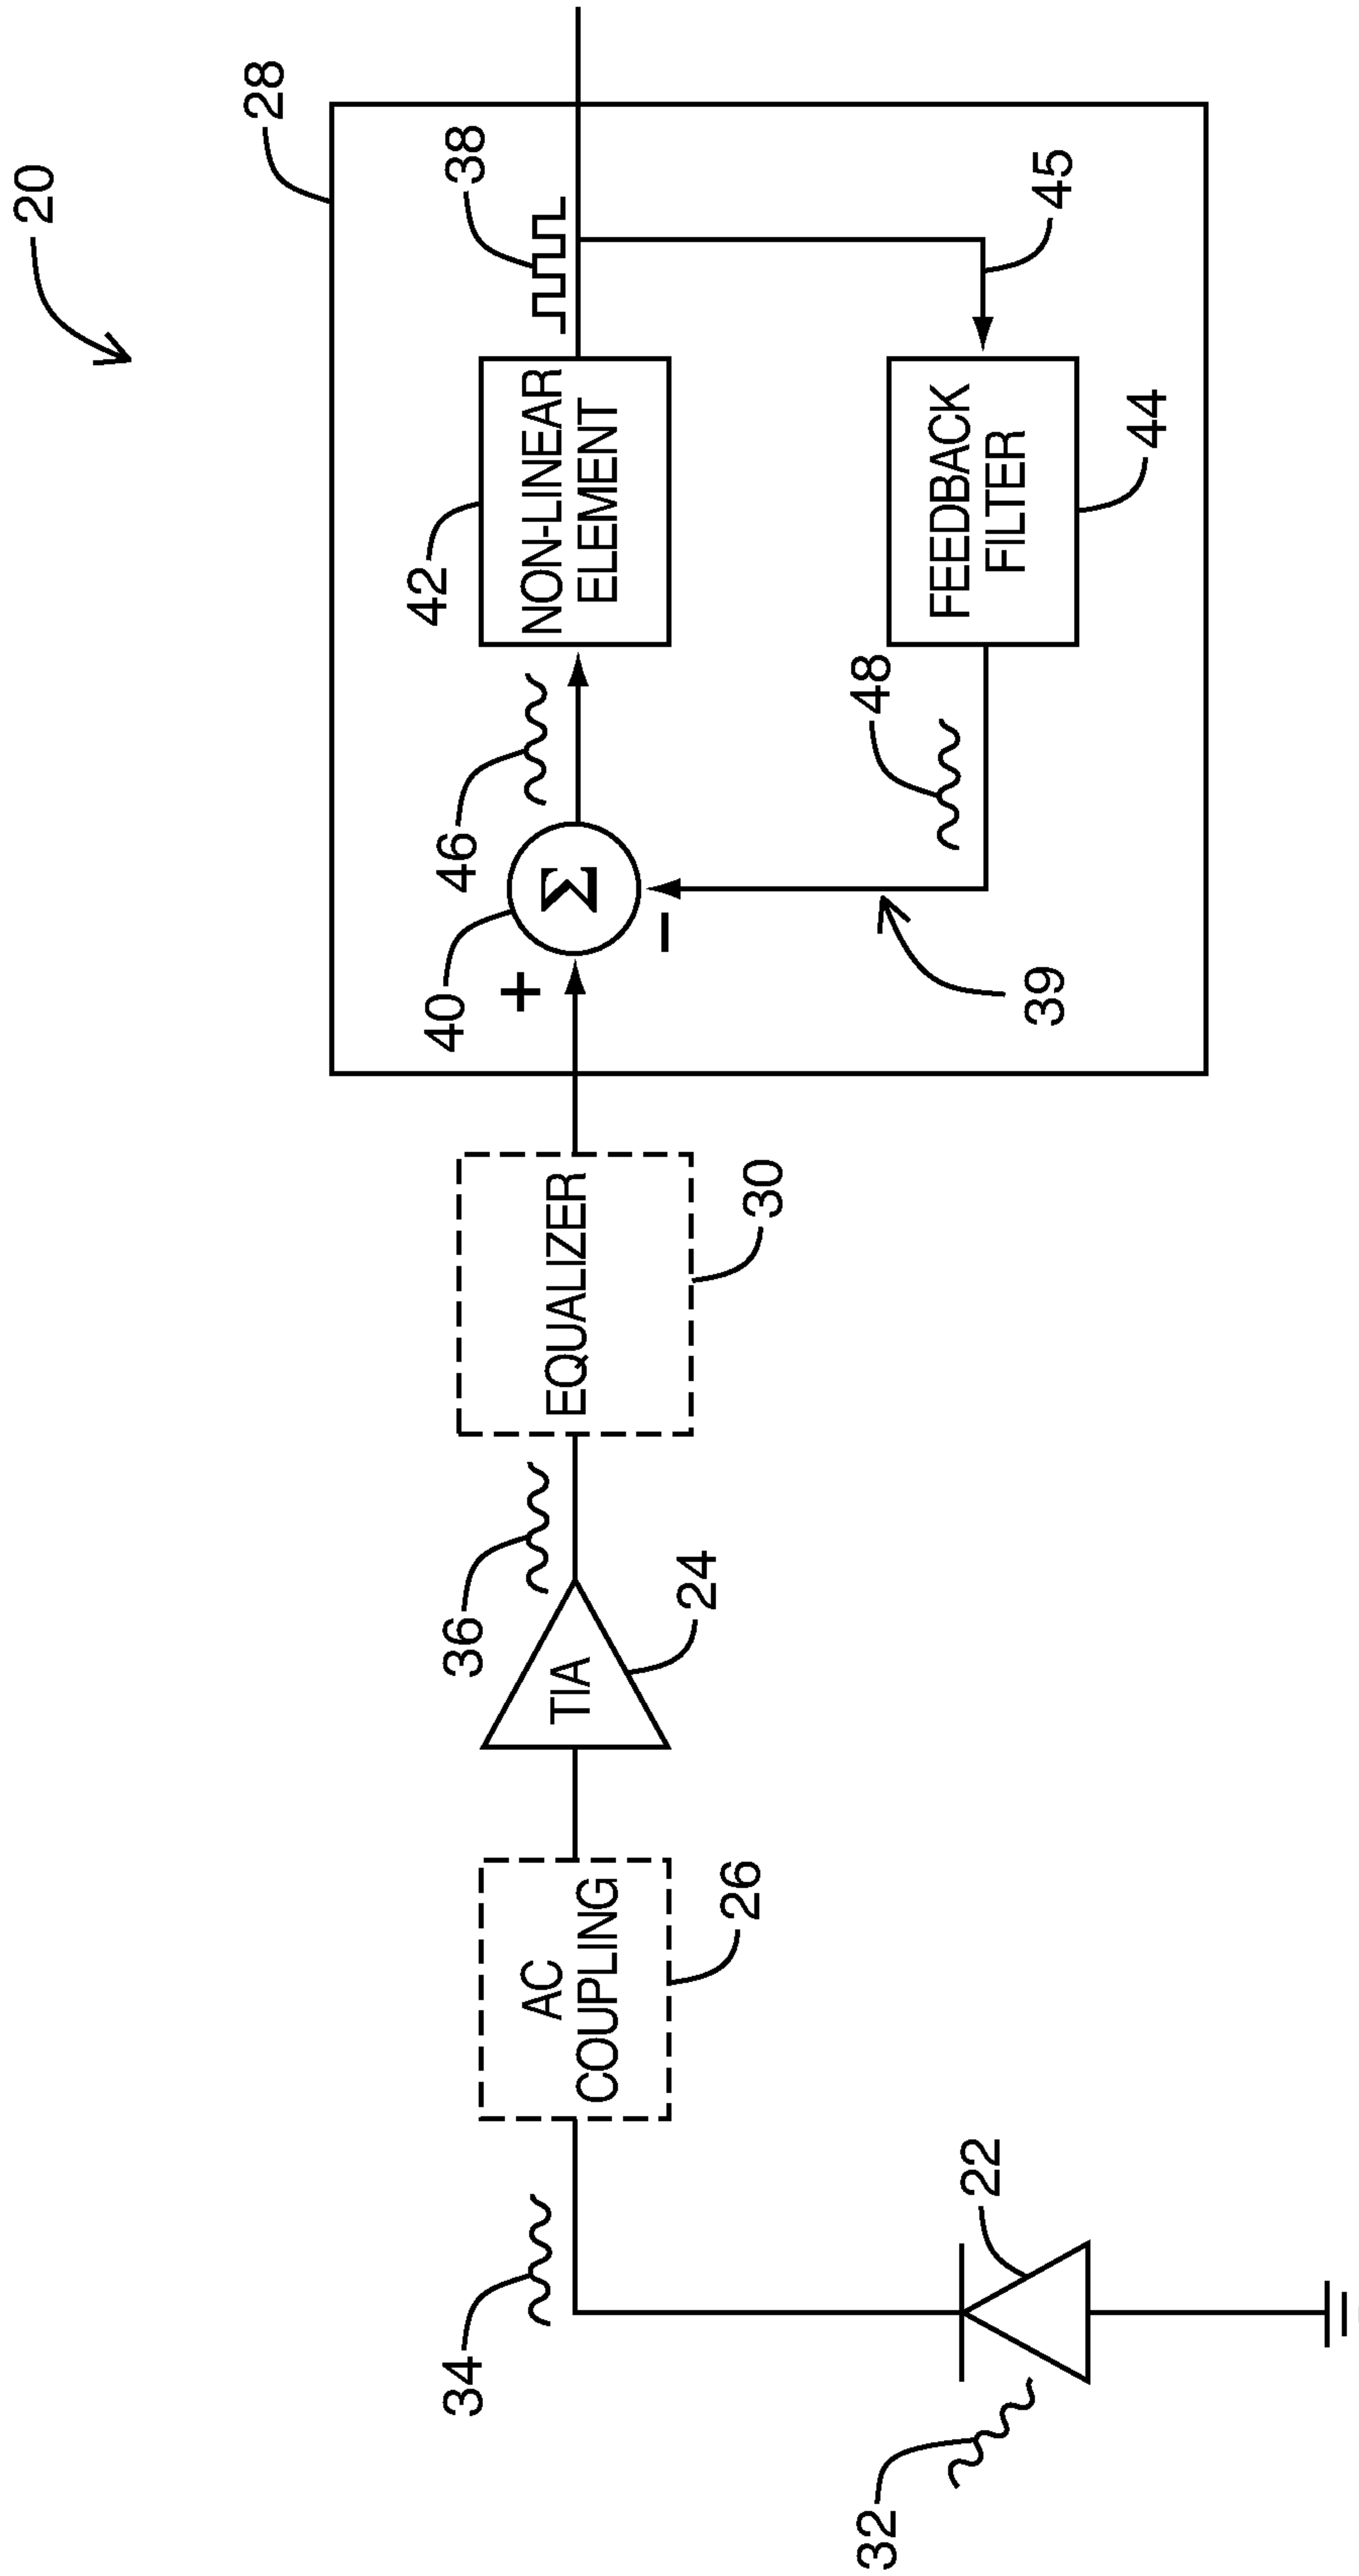 20
28
38
42
NON-LINEAR
ELEMENT
46
40
+
Σ
−
45
FEEDBACK
FILTER
44
48
39
EQUALIZER
30
36
TIA
24
AC
COUPLING
26
34
22
32